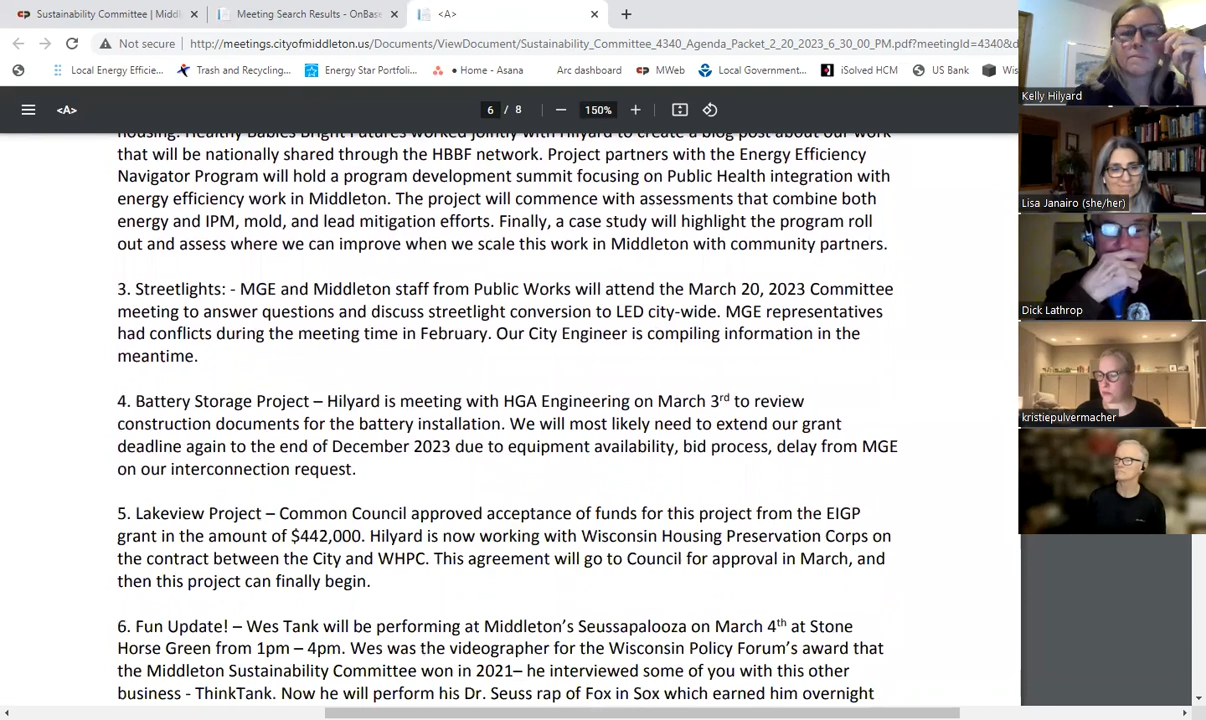 Sustainability Committee | Middl
Meeting Search Results - OnBase
<A>
Not secure
http://meetings.cityofmiddleton.us/Documents/ViewDocument/Sustainability_Committee_4340_Agenda_Packet_2_20_2023_6_30_00_PM.pdf?meetingId=4340&d
Local Energy Efficie...
Trash and Recycling...
Energy Star Portfoli...
• Home - Asana
Arc dashboard
MWeb
Local Government...
iSolved HCM
US Bank
Wis
<A>
6 / 8
150%
housing. Healthy Babies Bright Futures worked jointly with Hilyard to create a blog post about our work
that will be nationally shared through the HBBF network. Project partners with the Energy Efficiency
Navigator Program will hold a program development summit focusing on Public Health integration with
energy efficiency work in Middleton. The project will commence with assessments that combine both
energy and IPM, mold, and lead mitigation efforts. Finally, a case study will highlight the program roll
out and assess where we can improve when we scale this work in Middleton with community partners.
3. Streetlights: - MGE and Middleton staff from Public Works will attend the March 20, 2023 Committee
meeting to answer questions and discuss streetlight conversion to LED city-wide. MGE representatives
had conflicts during the meeting time in February. Our City Engineer is compiling information in the
meantime.
4. Battery Storage Project – Hilyard is meeting with HGA Engineering on March 3rd to review
construction documents for the battery installation. We will most likely need to extend our grant
deadline again to the end of December 2023 due to equipment availability, bid process, delay from MGE
on our interconnection request.
5. Lakeview Project – Common Council approved acceptance of funds for this project from the EIGP
grant in the amount of $442,000. Hilyard is now working with Wisconsin Housing Preservation Corps on
the contract between the City and WHPC. This agreement will go to Council for approval in March, and
then this project can finally begin.
6. Fun Update! – Wes Tank will be performing at Middleton's Seussapalooza on March 4th at Stone
Horse Green from 1pm – 4pm. Wes was the videographer for the Wisconsin Policy Forum's award that
the Middleton Sustainability Committee won in 2021– he interviewed some of you with this other
business - ThinkTank. Now he will perform his Dr. Seuss rap of Fox in Sox which earned him overnight
Kelly Hilyard
Lisa Janairo (she/her)
Dick Lathrop
kristiepulvermacher